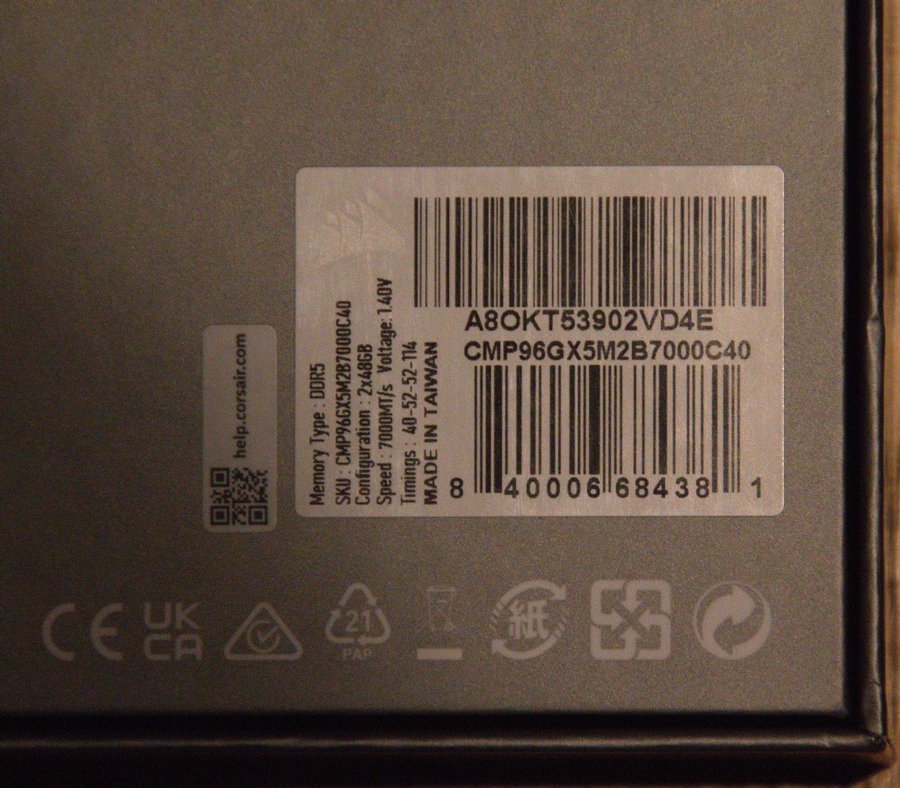 help.corsair.com
Memory Type : DDR5
SKU : CMP96GX5M2B7000C40
Configuration : 2x48GB
Speed : 7000MT/s Voltage: 1.40V
Timings : 40-52-52-114
MADE IN TAIWAN
A8OKT53902VD4E
CMP96GX5M2B7000C40
8 40006 68438 1
CE
UK
CA
21
PAP
紙